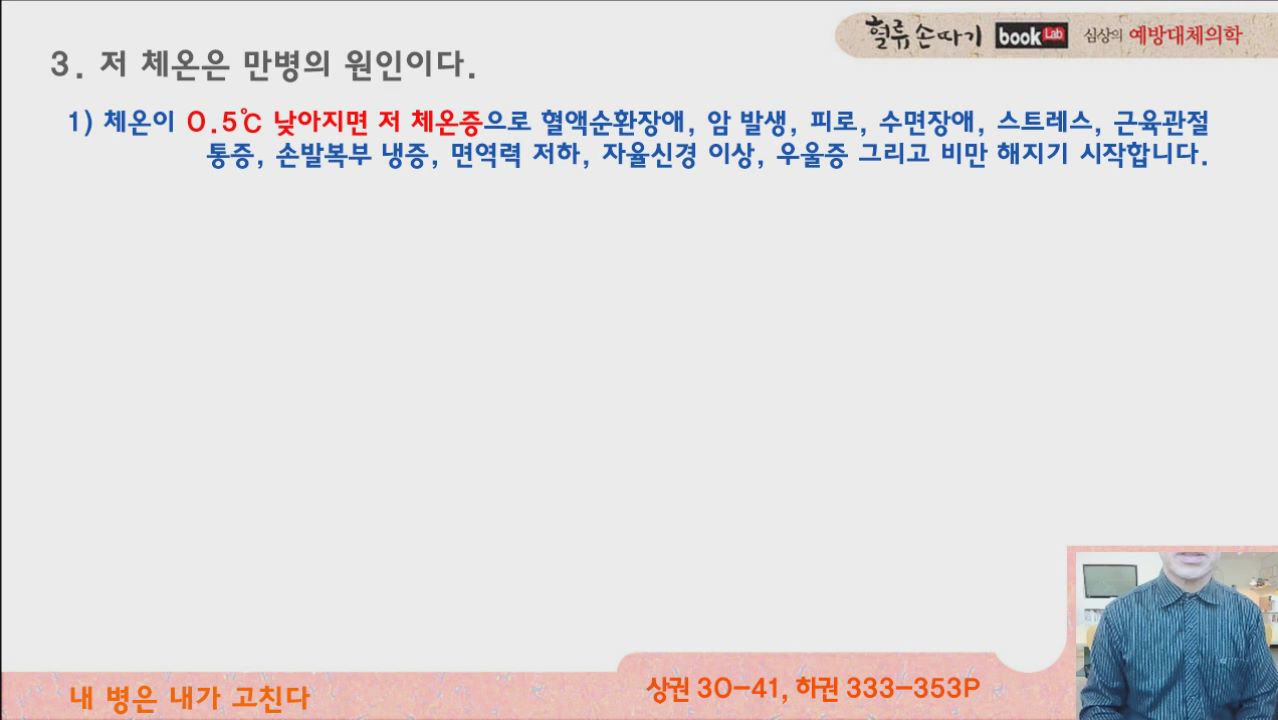 혈류 손따기 book Lab 심상의 예방대체의학
3. 저 체온은 만병의 원인이다.
1) 체온이 0.5℃ 낮아지면 저 체온증으로 혈액순환장애, 암 발생, 피로, 수면장애, 스트레스, 근육관절
통증, 손발복부 냉증, 면역력 저하, 자율신경 이상, 우울증 그리고 비만 해지기 시작합니다.
상권 30-41, 하권 333-353P
내 병은 내가 고친다